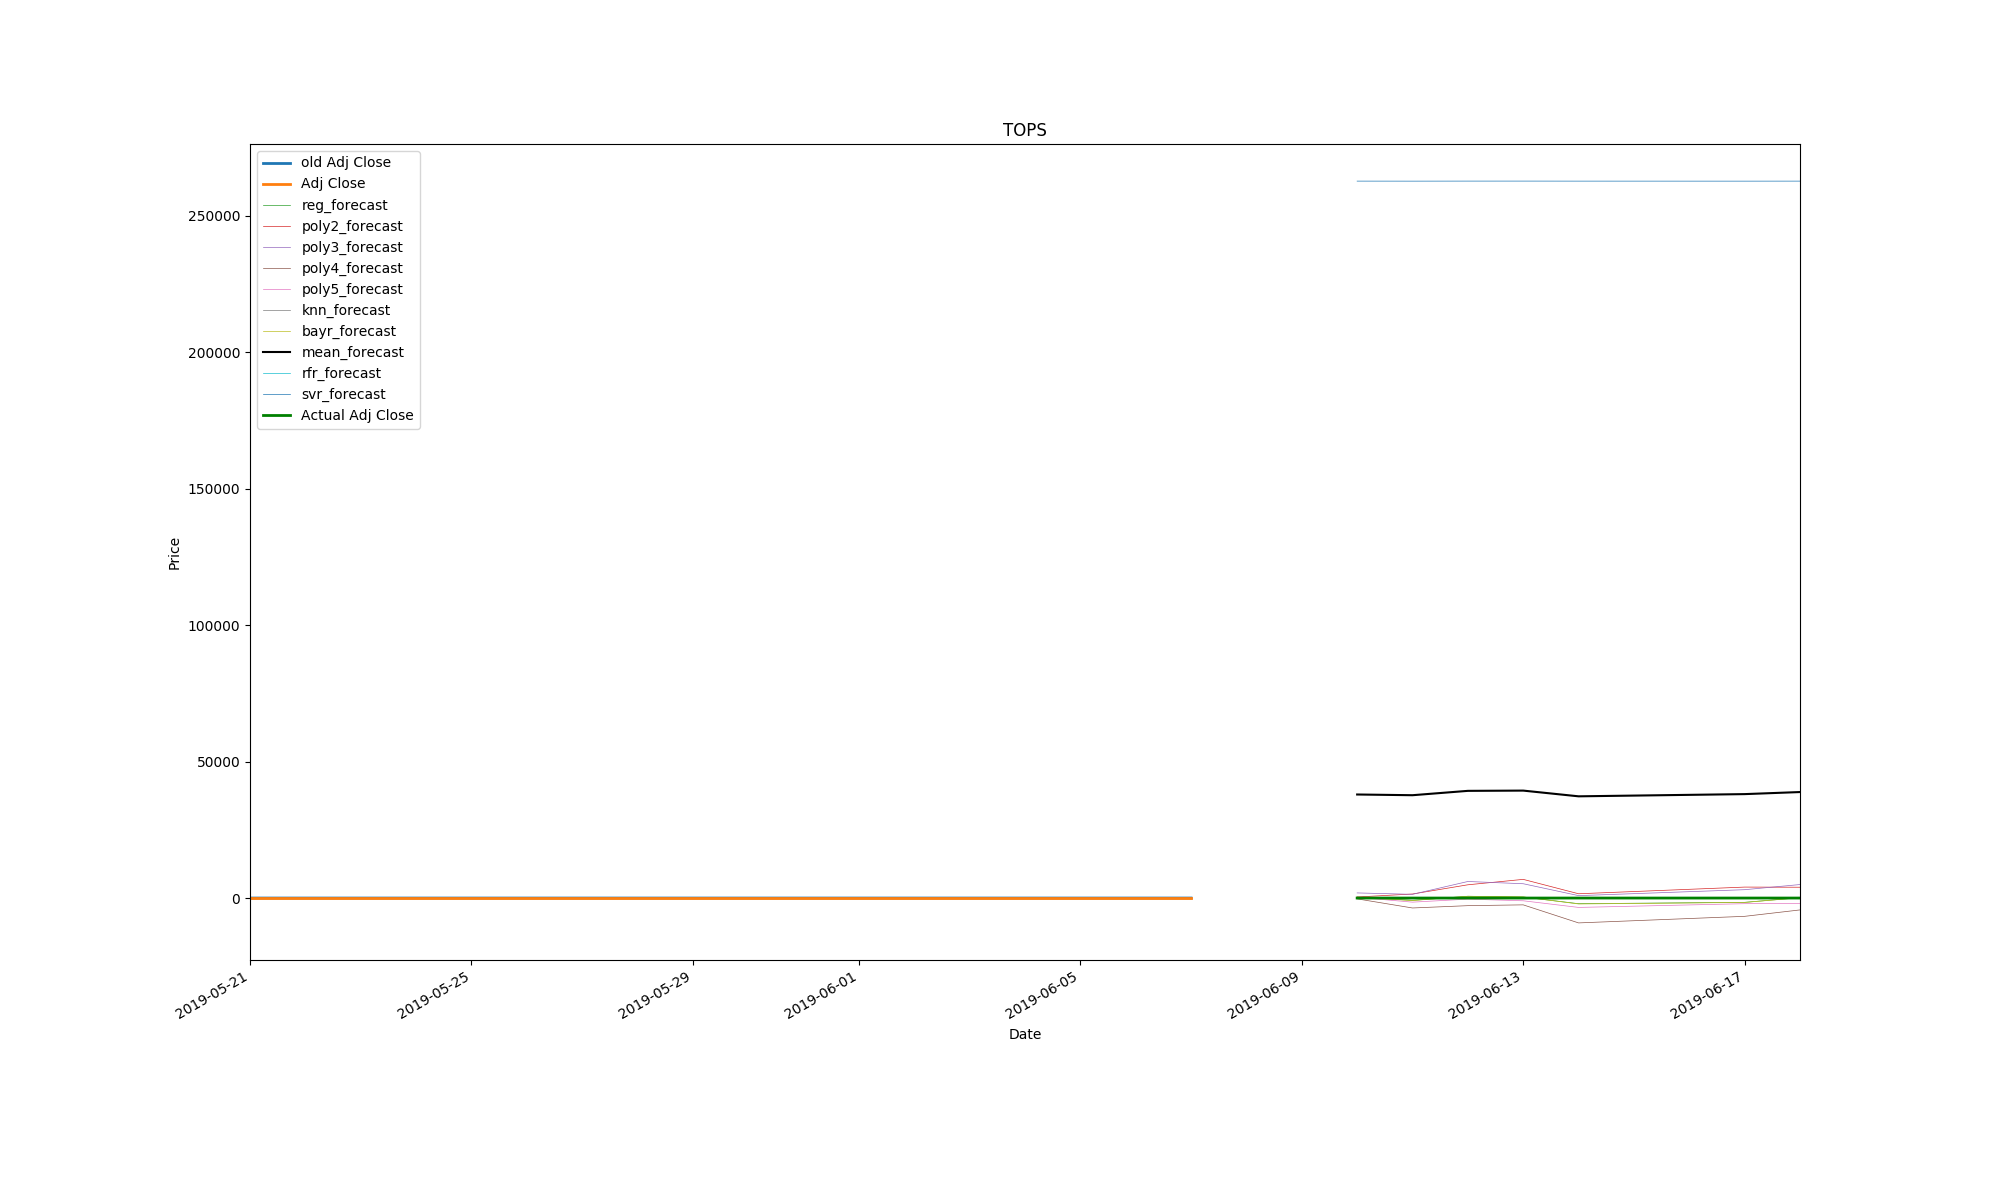 TOPS
old Adj Close
Adj Close
reg_forecast
poly2_forecast
poly3_forecast
poly4_forecast
poly5_forecast
knn_forecast
bayr_forecast
mean_forecast
rfr_forecast
svr_forecast
Actual Adj Close
250000
200000
150000
100000
50000
0
Price
2019-05-21
2019-05-25
2019-05-29
2019-06-01
2019-06-05
2019-06-09
2019-06-13
2019-06-17
Date